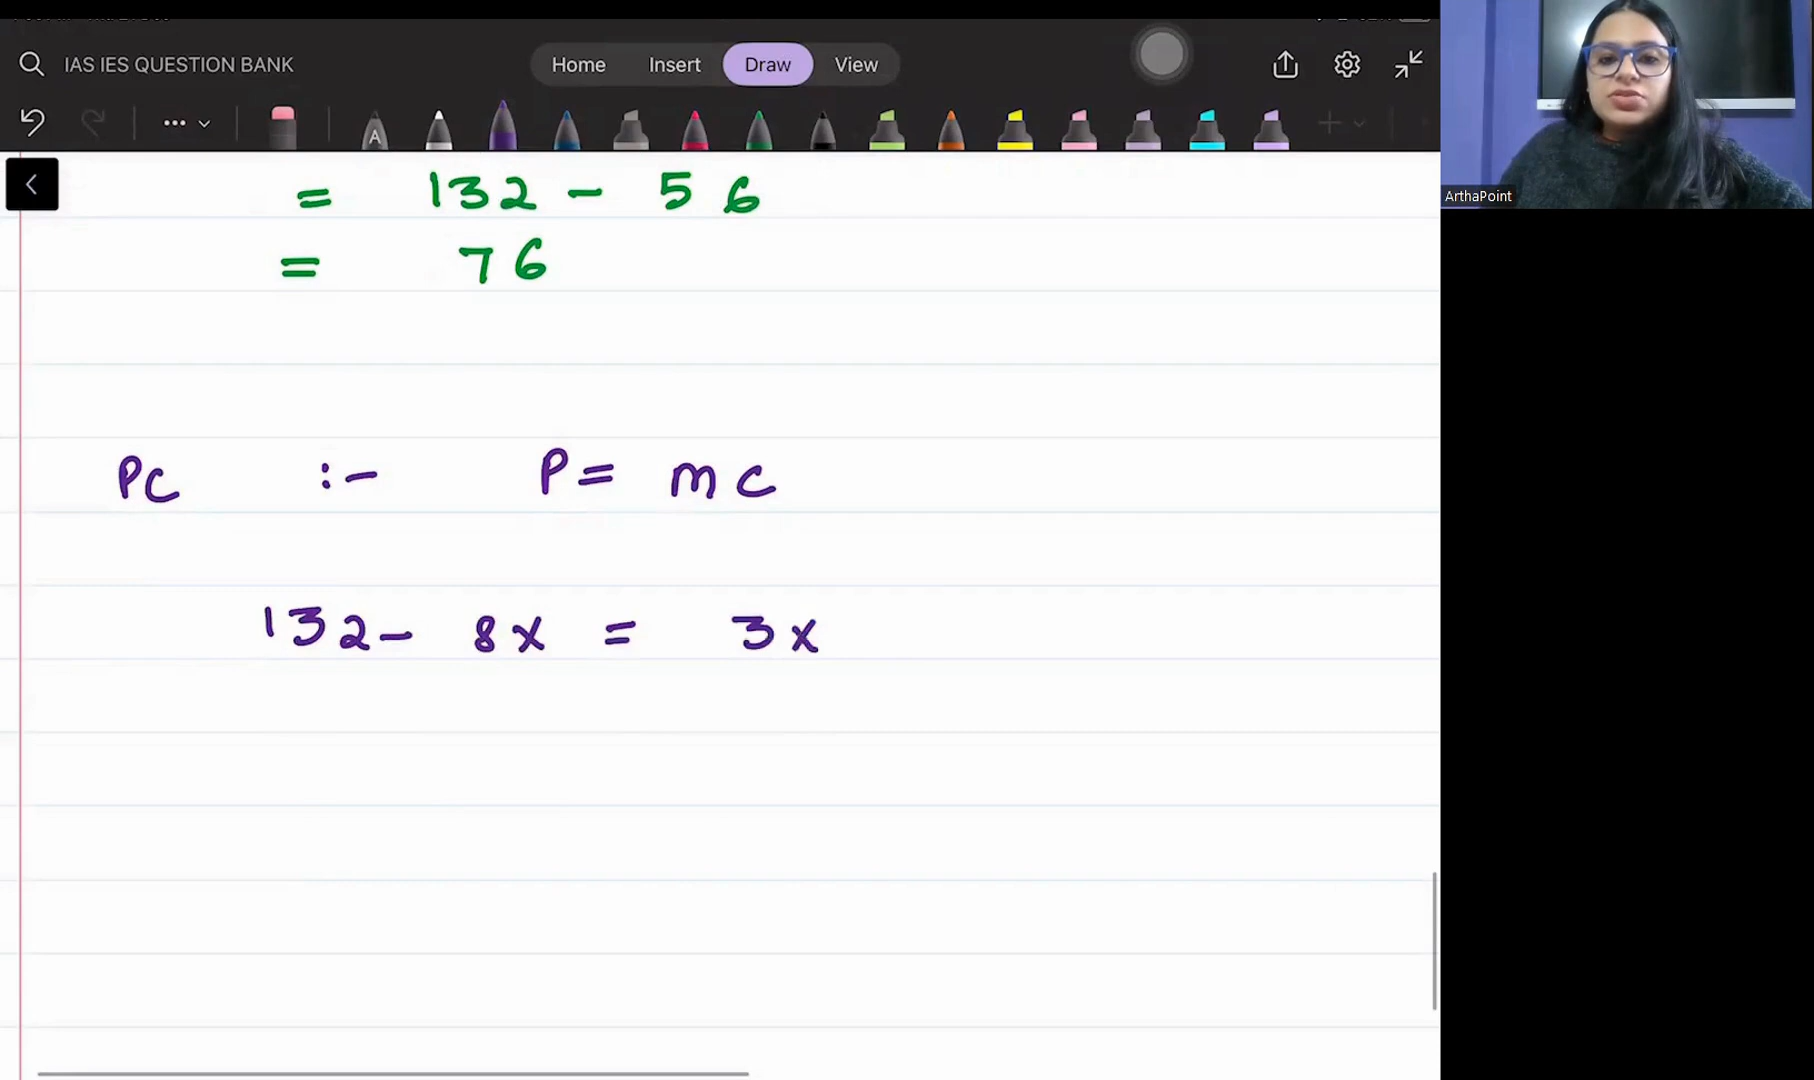 IAS IES QUESTION BANK
Home Insert Draw View
A
= 132 - 56
= 76
ArthaPoint
PC :- P = mc
132 - 8x = 3x